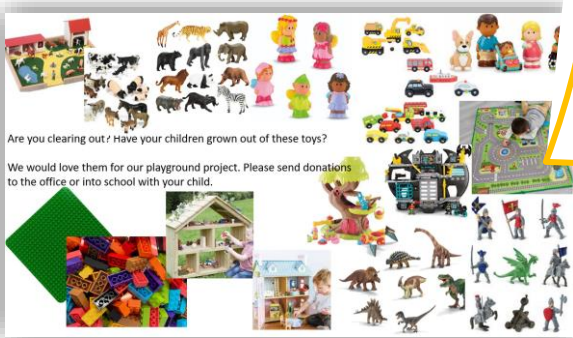 Are you clearing out? Have your children grown out of these toys?
We would love them for our playground project. Please send donations
to the office or into school with your child.